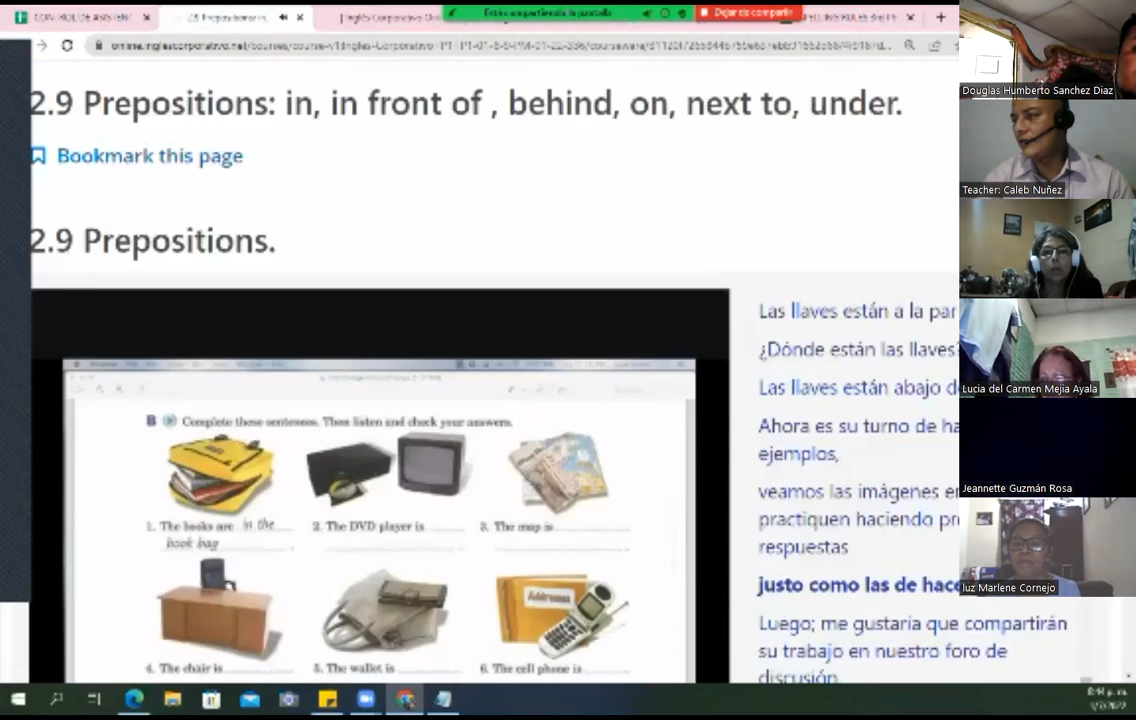 Estás compartiendo la pantalla
Dejar de compartir
2.9 Prepositions: in, in front of , behind, on, next to, under.
Bookmark this page
2.9 Prepositions.
Las llaves están a la par
¿Dónde están las llaves
Las llaves están abajo d
Ahora es su turno de ha
ejemplos,
veamos las imágenes e
practiquen haciendo pr
respuestas
justo como las de hace
Luego; me gustaría que compartirán
su trabajo en nuestro foro de
discusión.
B Complete these sentences. Then listen and check your answers.
1. The books are in the
book bag
2. The DVD player is
3. The map is
Address
4. The chair is
5. The wallet is
6. The cell phone is
Douglas Humberto Sanchez Diaz
Teacher: Caleb Nuñez
Lucia del Carmen Mejia Ayala
Jeannette Guzmán Rosa
luz Marlene Cornejo